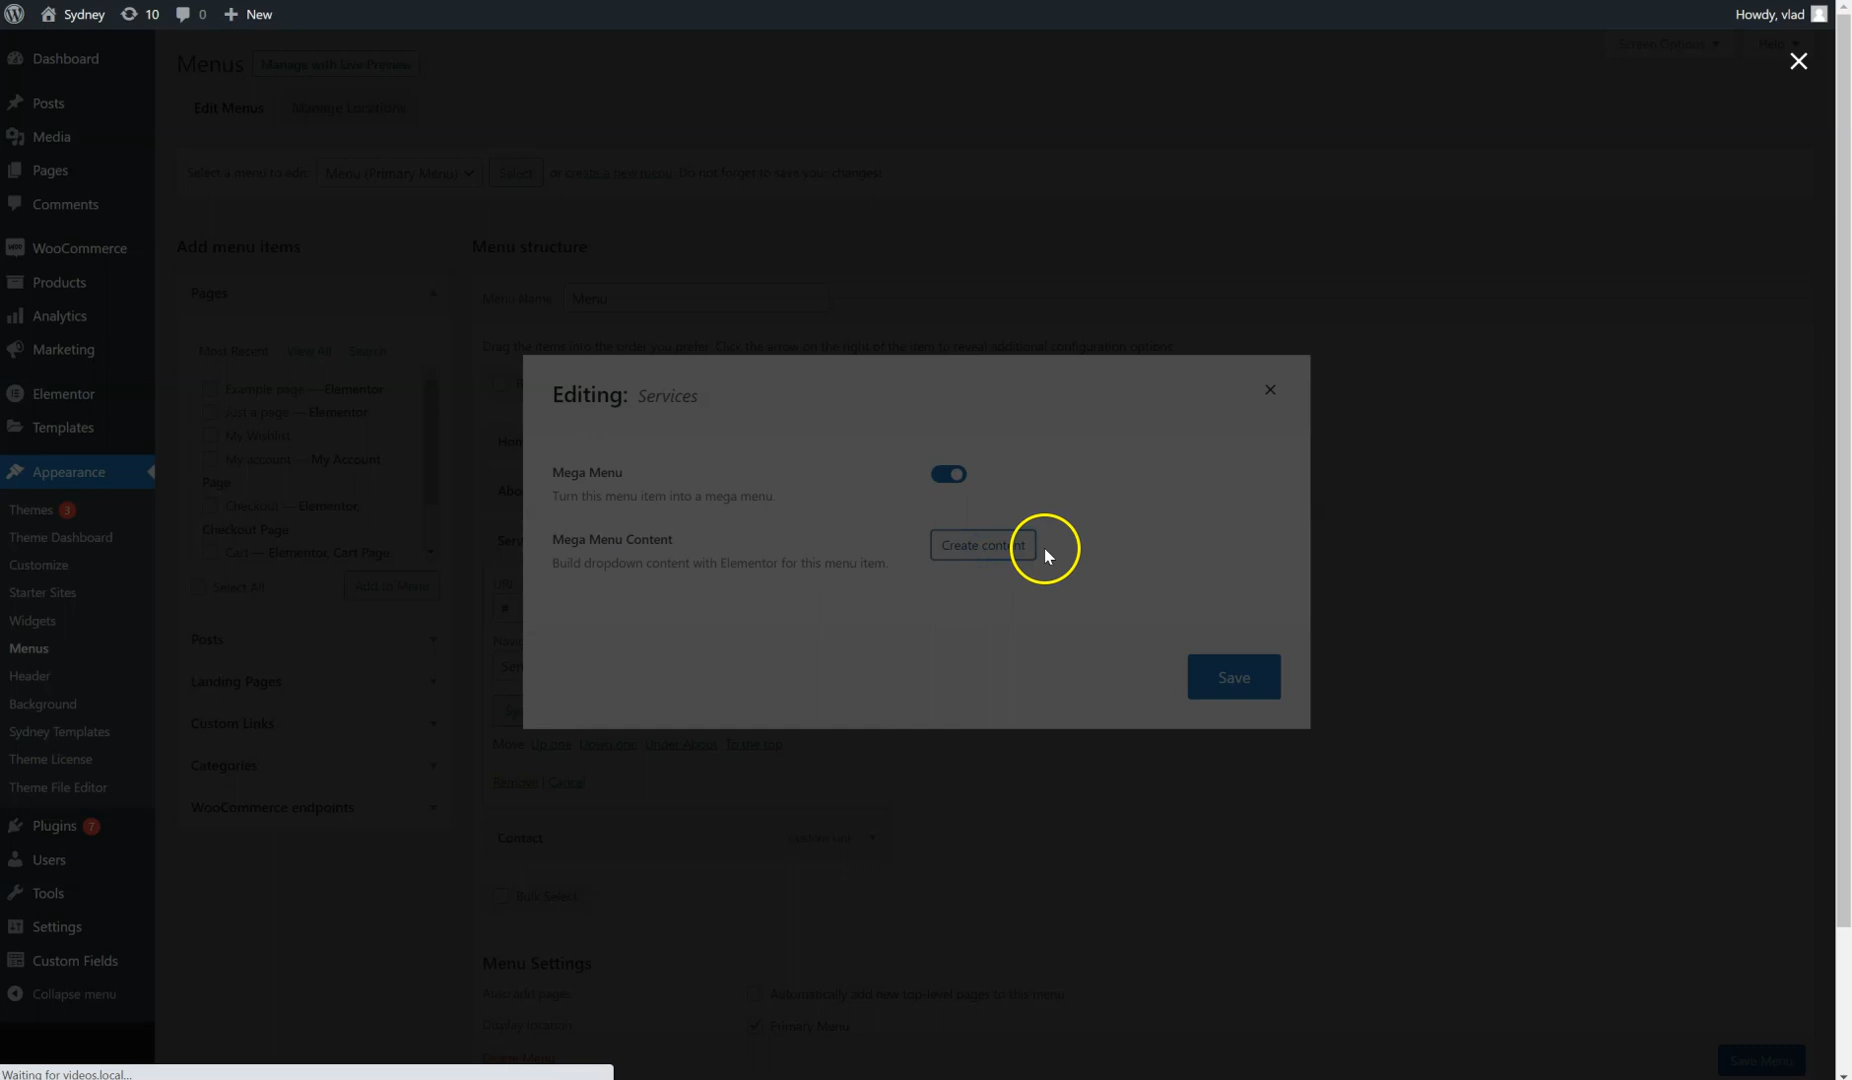 Sydney
10
0
New
Howdy, vlad
Dashboard
Posts
Media
Pages
Comments
WooCommerce
Products
Analytics
Marketing
Elementor
Templates
Appearance
Themes 3
Theme Dashboard
Customize
Starter Sites
Widgets
Menus
Header
Background
Sydney Templates
Theme License
Theme File Editor
Plugins 7
Users
Tools
Settings
Custom Fields
Collapse menu
Menus
Manage with Live Preview
Screen Options
Help
Edit Menus
Manage Locations
Select a menu to edit: Menu (Primary Menu) Select or create a new menu. Do not forget to save your changes!
Add menu items
Pages
Most Recent View All Search
Example page — Elementor
Just a page — Elementor
My Wishlist
My account — My Account
Page
Checkout — Elementor,
Checkout Page
Cart — Elementor, Cart Page
Select All
Add to Menu
Posts
Landing Pages
Custom Links
Categories
WooCommerce endpoints
Menu structure
Menu Name Menu
Drag the items into the order you prefer. Click the arrow on the right of the item to reveal additional configuration options.
Editing: Services
Mega Menu
Turn this menu item into a mega menu.
Mega Menu Content
Build dropdown content with Elementor for this menu item.
Create content
Save
URL
#
Move Up one Down one Under About To the top
Remove | Cancel
Contact
Custom Link
Bulk Select
Menu Settings
Auto add pages
Automatically add new top-level pages to this menu
Display location
Primary Menu
Delete Menu
Save Menu
Waiting for videos.local...